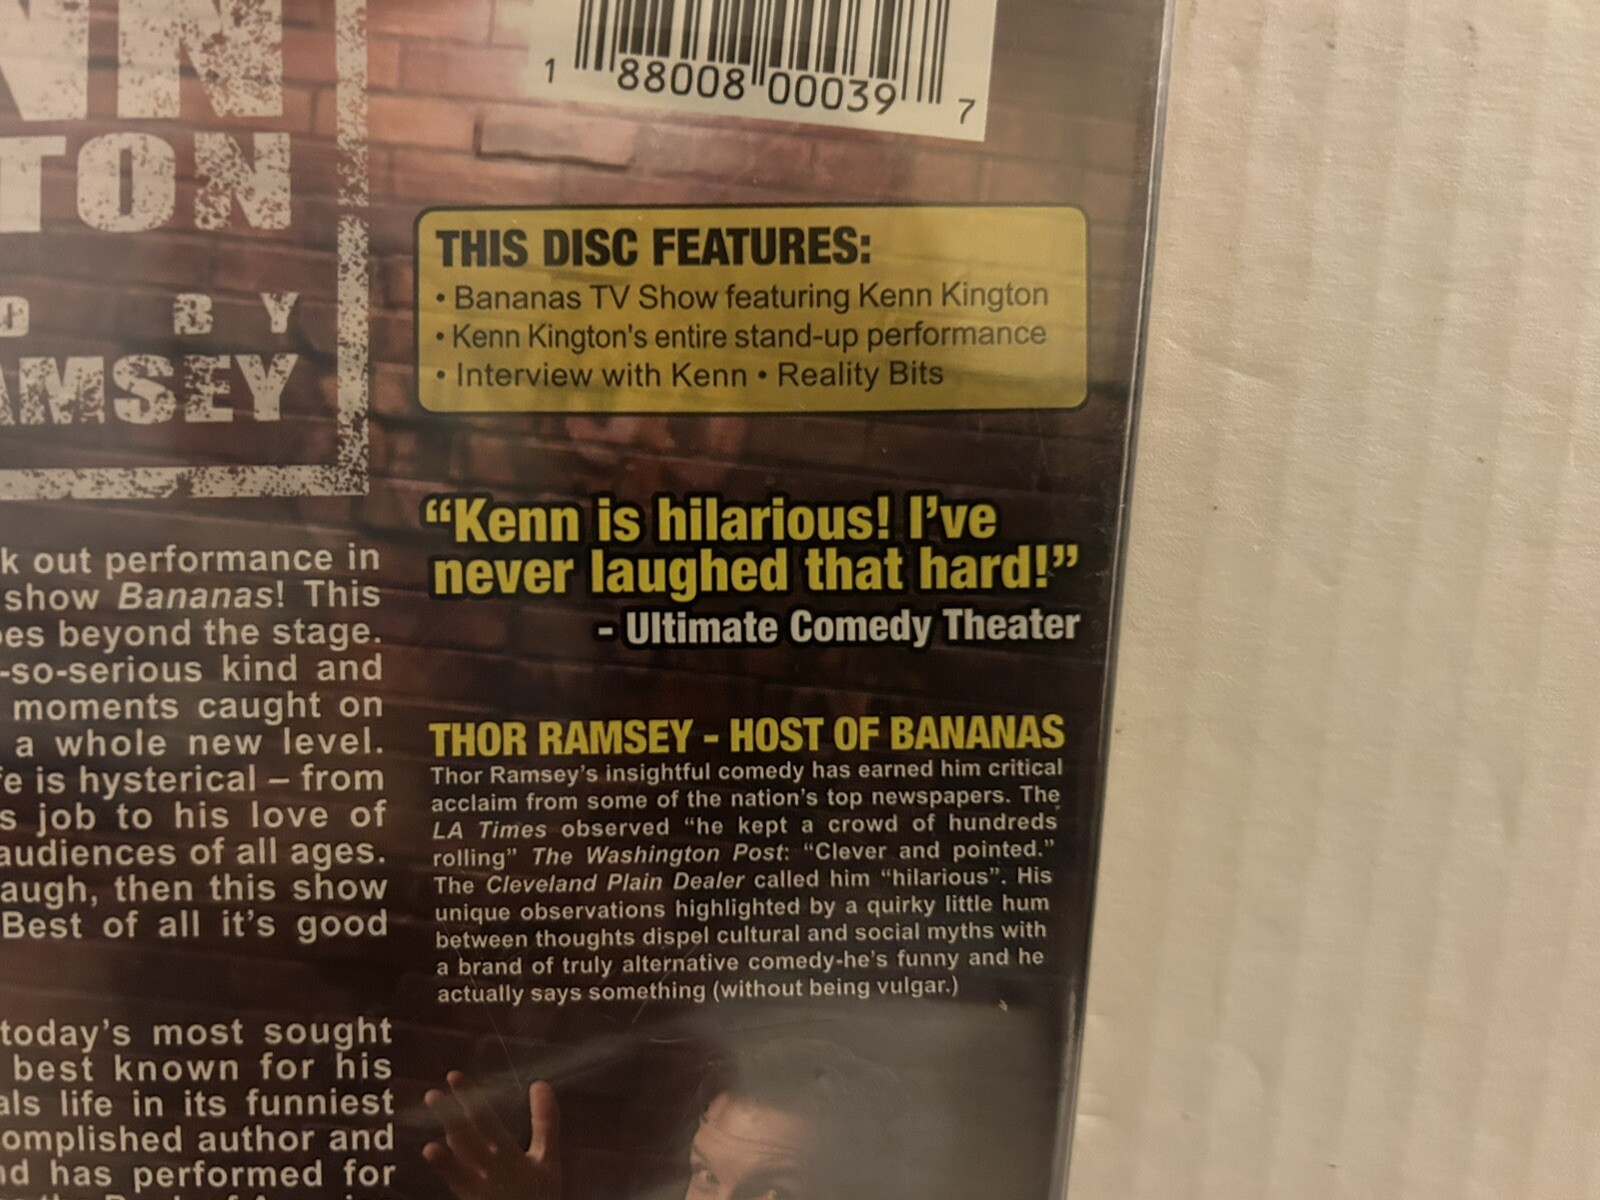 NN
TON
BY
RAMSEY
1 88008 00039 7
THIS DISC FEATURES:
• Bananas TV Show featuring Kenn Kington
• Kenn Kington's entire stand-up performance
• Interview with Kenn • Reality Bits
“Kenn is hilarious! I’ve
never laughed that hard!”
- Ultimate Comedy Theater
THOR RAMSEY - HOST OF BANANAS
Thor Ramsey’s insightful comedy has earned him critical
acclaim from some of the nation’s top newspapers. The
LA Times observed “he kept a crowd of hundreds
rolling” The Washington Post: “Clever and pointed.”
The Cleveland Plain Dealer called him “hilarious”. His
unique observations highlighted by a quirky little hum
between thoughts dispel cultural and social myths with
a brand of truly alternative comedy-he’s funny and he
actually says something (without being vulgar.)
k out performance in
show Bananas! This
es beyond the stage.
-so-serious kind and
moments caught on
a whole new level.
fe is hysterical – from
s job to his love of
audiences of all ages.
augh, then this show
Best of all it’s good
today’s most sought
best known for his
als life in its funniest
omplished author and
nd has performed for